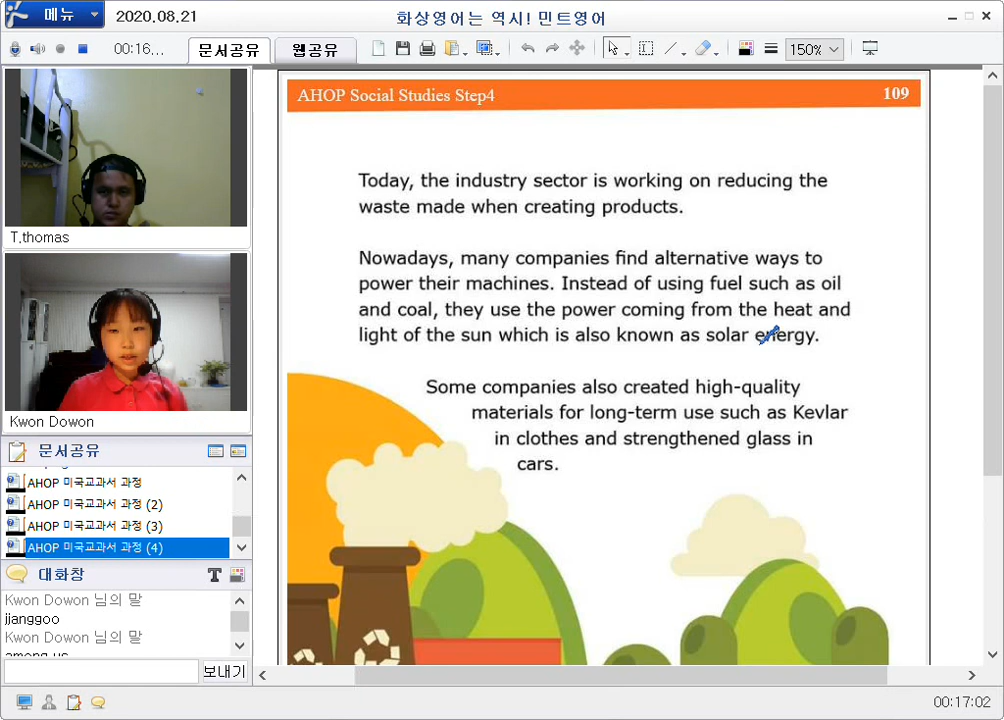 메뉴
2020.08.21
화상영어는 역시! 민트영어
00:16...
문서공유
웹공유
150%
T.thomas
Kwon Dowon
문서공유
AHOP 미국교과서 과정
AHOP 미국교과서 과정 (2)
AHOP 미국교과서 과정 (3)
AHOP 미국교과서 과정 (4)
대화창
T
Kwon Dowon 님의 말
jjanggoo
Kwon Dowon 님의 말
among us
보내기
AHOP Social Studies Step4
109
Today, the industry sector is working on reducing the
waste made when creating products.
Nowadays, many companies find alternative ways to
power their machines. Instead of using fuel such as oil
and coal, they use the power coming from the heat and
light of the sun which is also known as solar energy.
Some companies also created high-quality
materials for long-term use such as Kevlar
in clothes and strengthened glass in
cars.
00:17:02